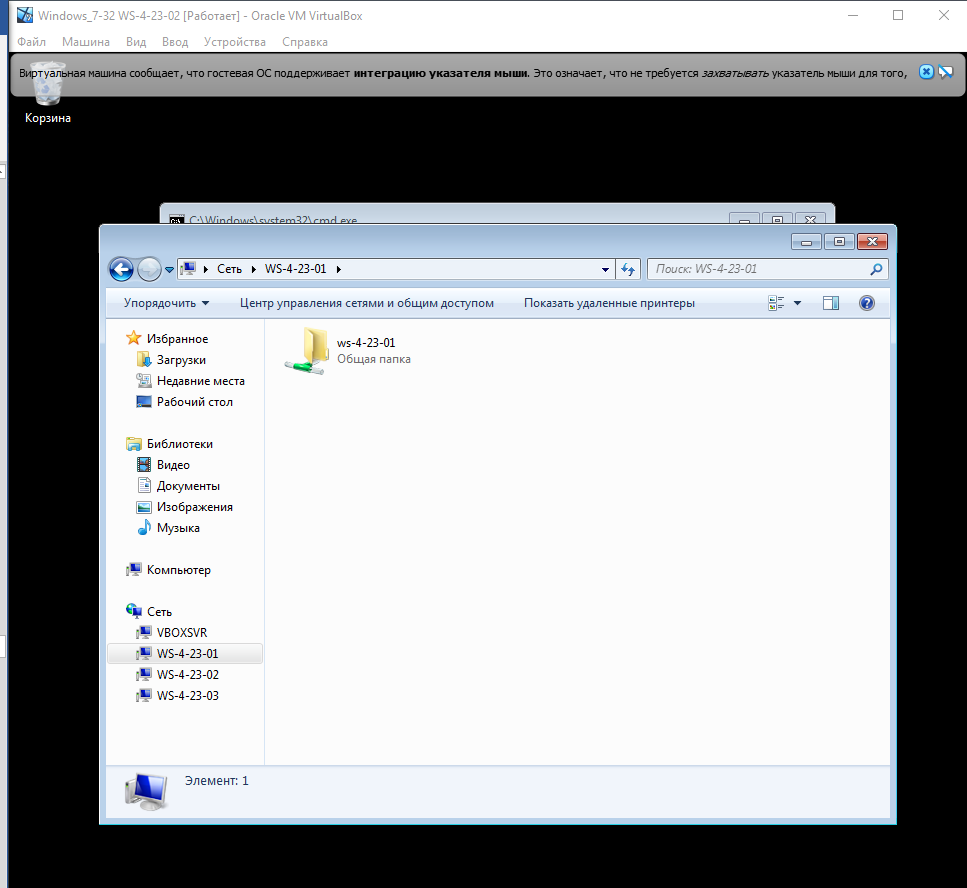 Windows_7-32 WS-4-23-02 [Работает] - Oracle VM VirtualBox
Файл Машина Вид Ввод Устройства Справка
Виртуальная машина сообщает, что гостевая ОС поддерживает интеграцию указателя мыши. Это означает, что не требуется захватывать указатель мыши для того,
Корзина
C:\Windows\system32\cmd.exe
Сеть WS-4-23-01
Поиск: WS-4-23-01
Упорядочить Центр управления сетями и общим доступом Показать удаленные принтеры
Избранное
Загрузки
Недавние места
Рабочий стол
Библиотеки
Видео
Документы
Изображения
Музыка
Компьютер
Сеть
VBOXSVR
WS-4-23-01
WS-4-23-02
WS-4-23-03
ws-4-23-01
Общая папка
Элемент: 1